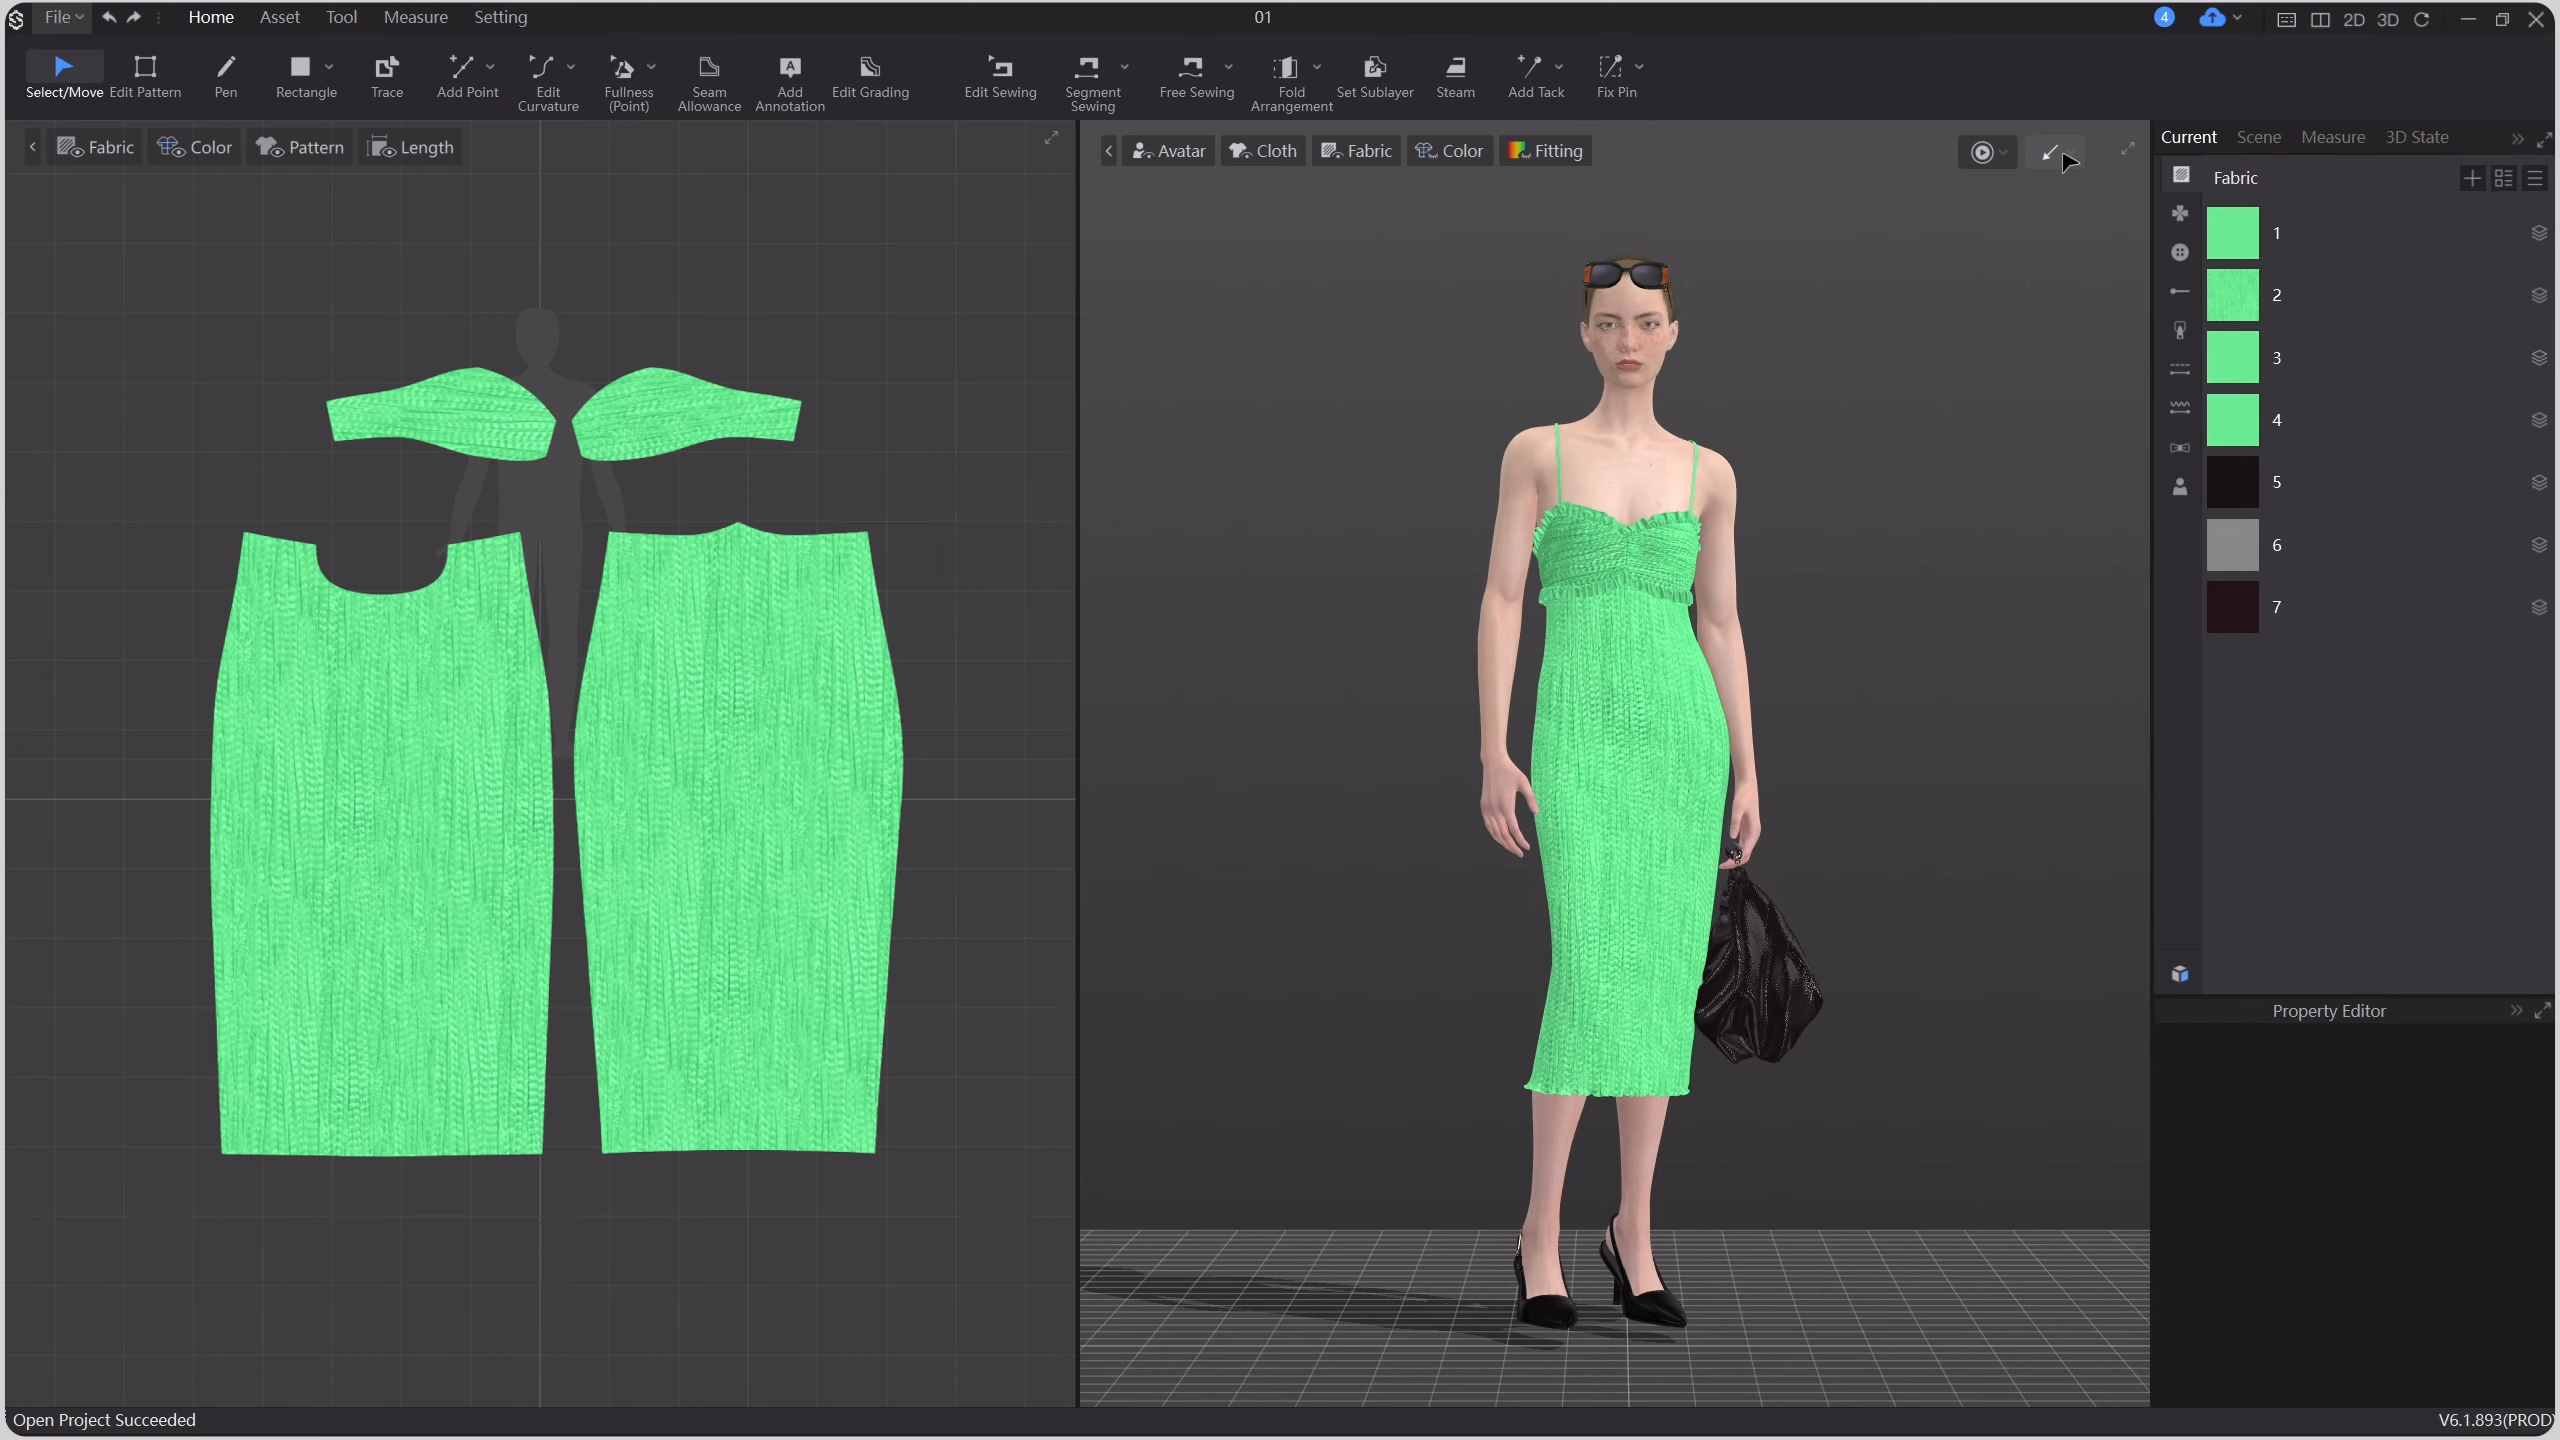 File Home Asset Tool Measure Setting 01 4 2D 3D
Select/Move Edit Pattern Pen Rectangle Trace Add Point Edit Curvature Fullness (Point) Seam Allowance Add Annotation Edit Grading Edit Sewing Segment Sewing Free Sewing Fold Arrangement Set Sublayer Steam Add Tack Fix Pin
Fabric Color Pattern Length
Avatar Cloth Fabric Color Fitting
Current Scene Measure 3D State
Fabric
1
2
3
4
5
6
7
Property Editor
Open Project Succeeded
V6.1.893(PROD)